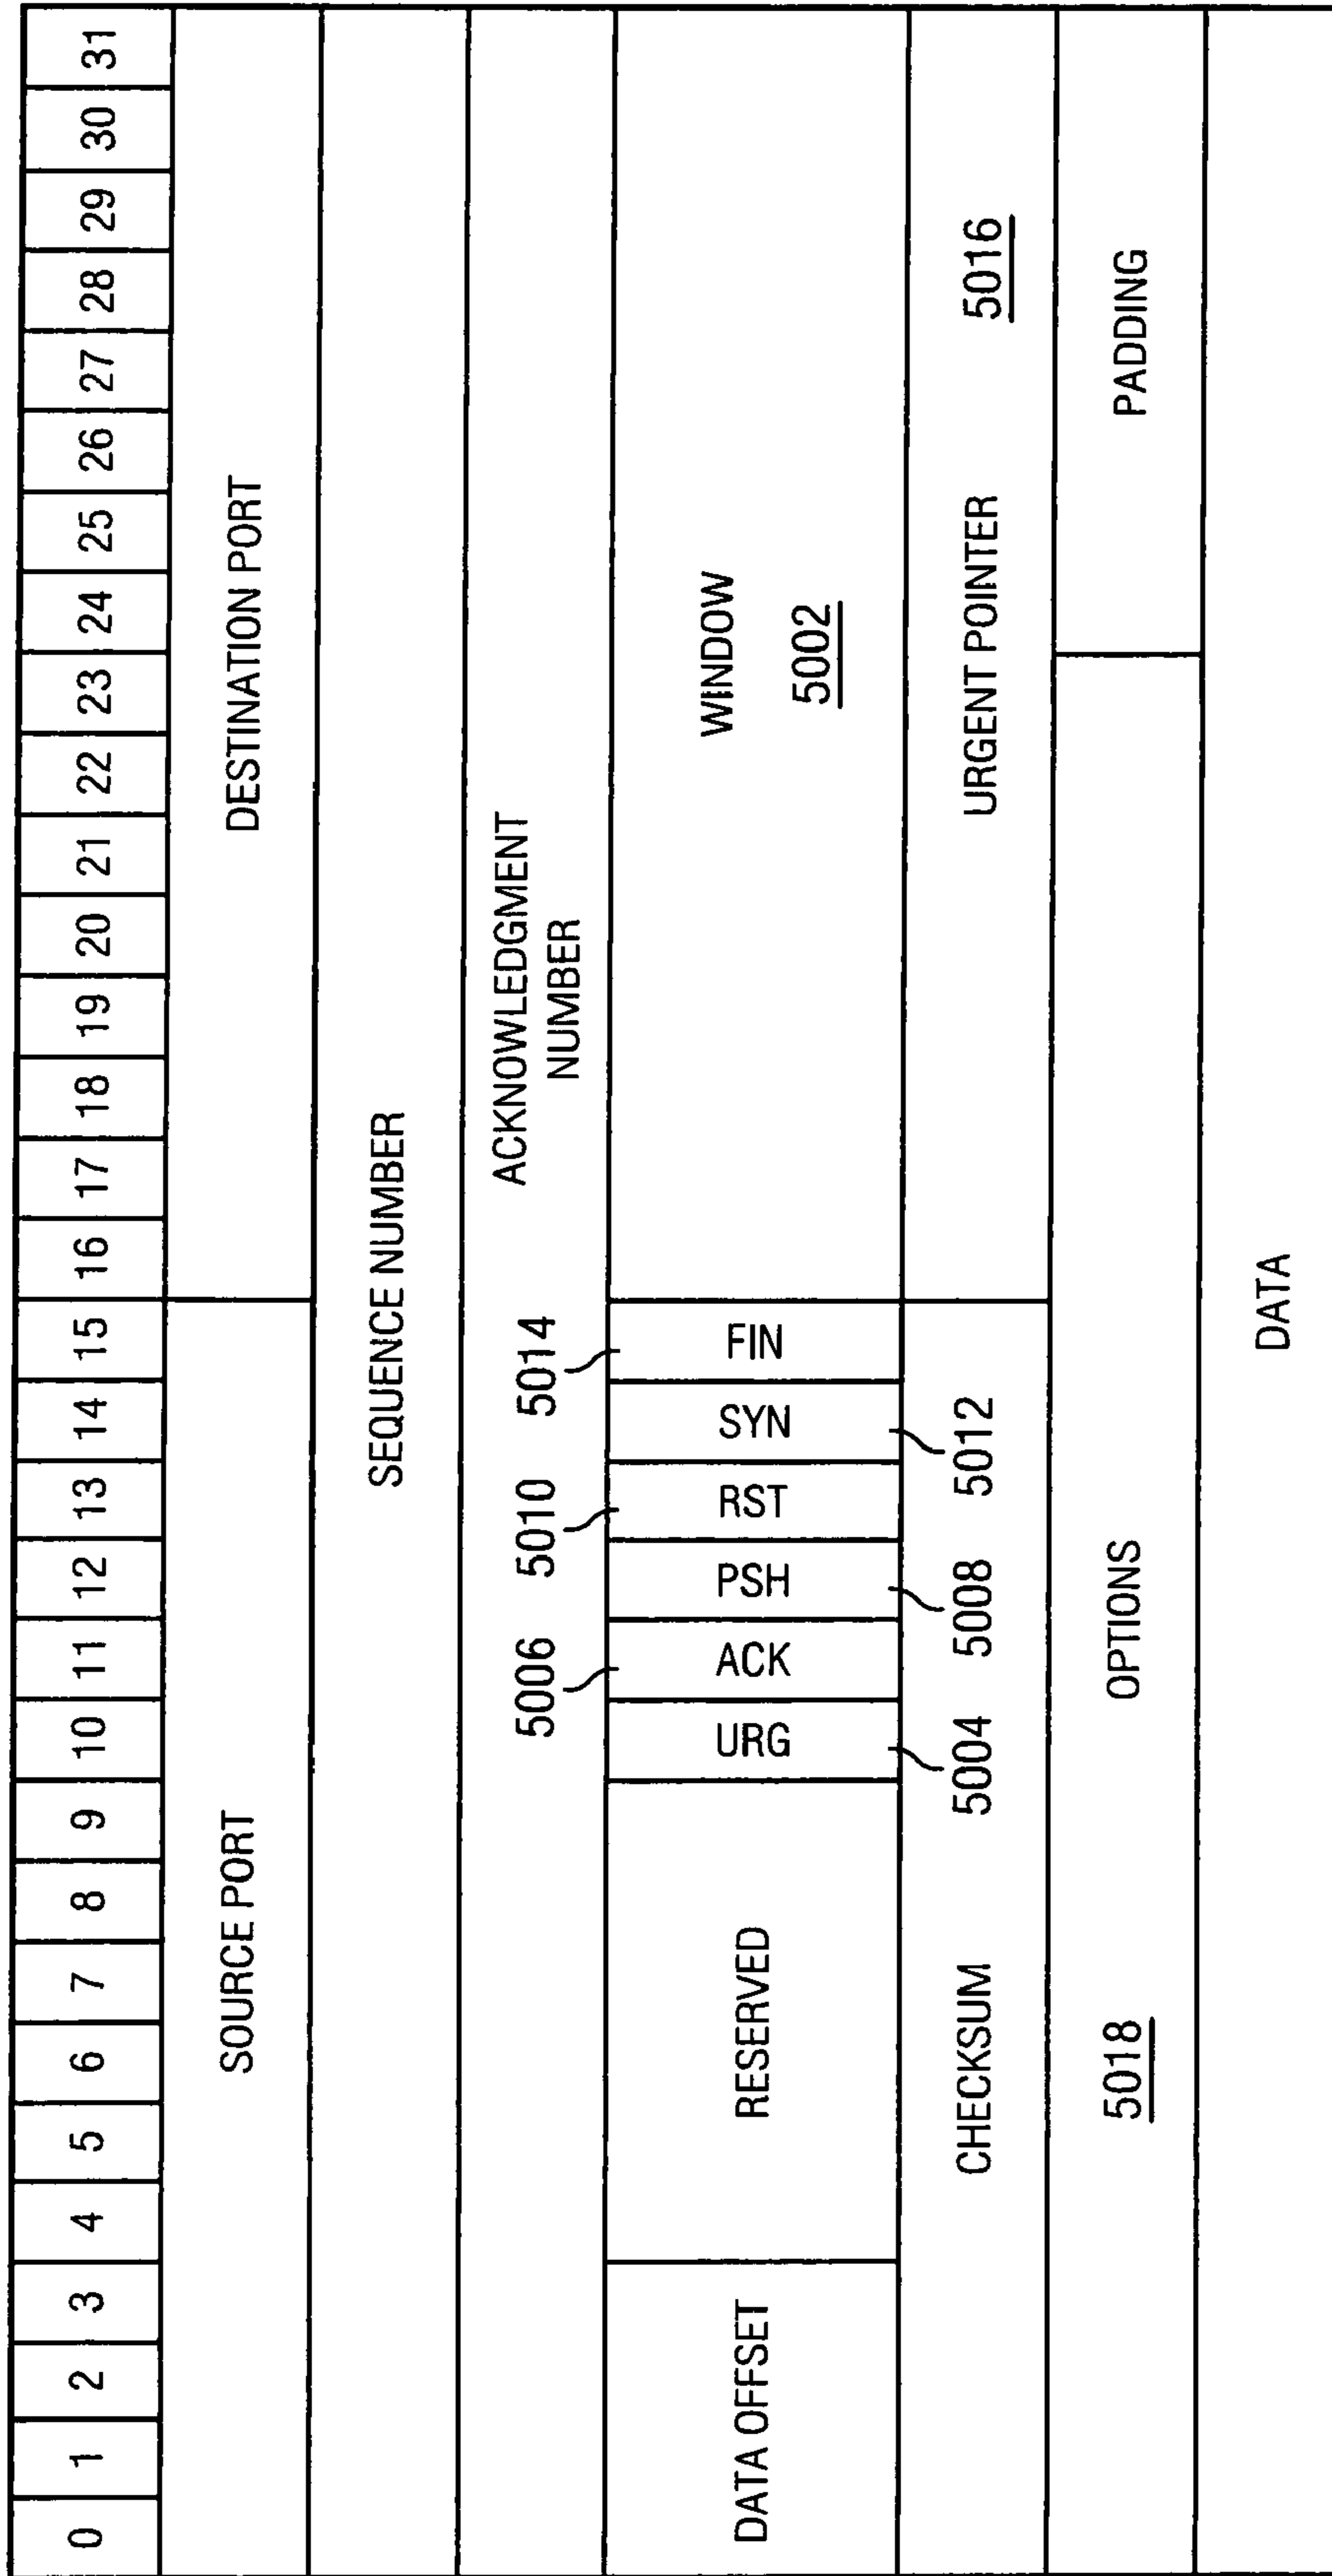 0 1 2 3 4 5 6 7 8 9 10 11 12 13 14 15 16 17 18 19 20 21 22 23 24 25 26 27 28 29 30 31
SOURCE PORT DESTINATION PORT
SEQUENCE NUMBER
ACKNOWLEDGMENT
NUMBER
5006 5010 5014
DATA OFFSET RESERVED URG ACK PSH RST SYN FIN WINDOW
5002
CHECKSUM 5004 5008 5012 URGENT POINTER 5016
5018 OPTIONS PADDING
DATA